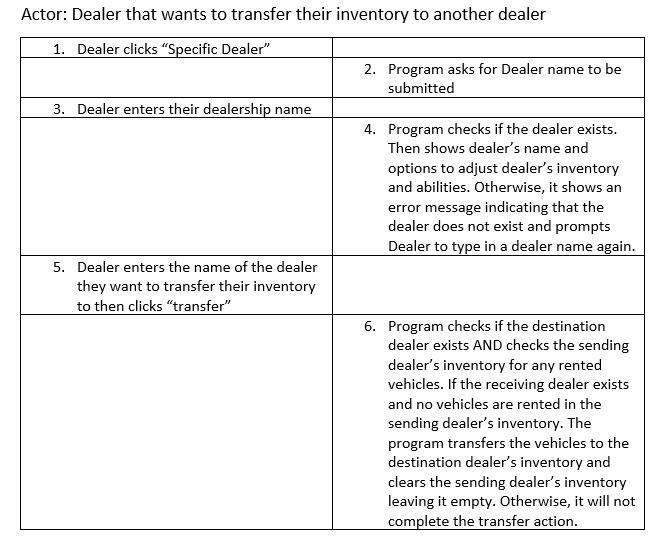 Actor: Dealer that wants to transfer their inventory to another dealer
1. Dealer clicks “Specific Dealer”
2. Program asks for Dealer name to be
submitted
3. Dealer enters their dealership name
4. Program checks if the dealer exists.
Then shows dealer’s name and
options to adjust dealer’s inventory
and abilities. Otherwise, it shows an
error message indicating that the
dealer does not exist and prompts
Dealer to type in a dealer name again.
5. Dealer enters the name of the dealer
they want to transfer their inventory
to then clicks “transfer”
6. Program checks if the destination
dealer exists AND checks the sending
dealer’s inventory for any rented
vehicles. If the receiving dealer exists
and no vehicles are rented in the
sending dealer’s inventory. The
program transfers the vehicles to the
destination dealer’s inventory and
clears the sending dealer’s inventory
leaving it empty. Otherwise, it will not
complete the transfer action.